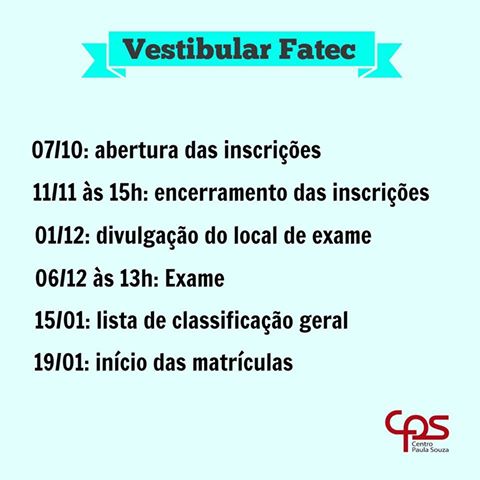 Vestibular Fatec
07/10: abertura das inscrições
11/11 às 15h: encerramento das inscrições
01/12: divulgação do local de exame
06/12 às 13h: Exame
15/01: lista de classificação geral
19/01: início das matrículas
cps
Centro
Paula Souza